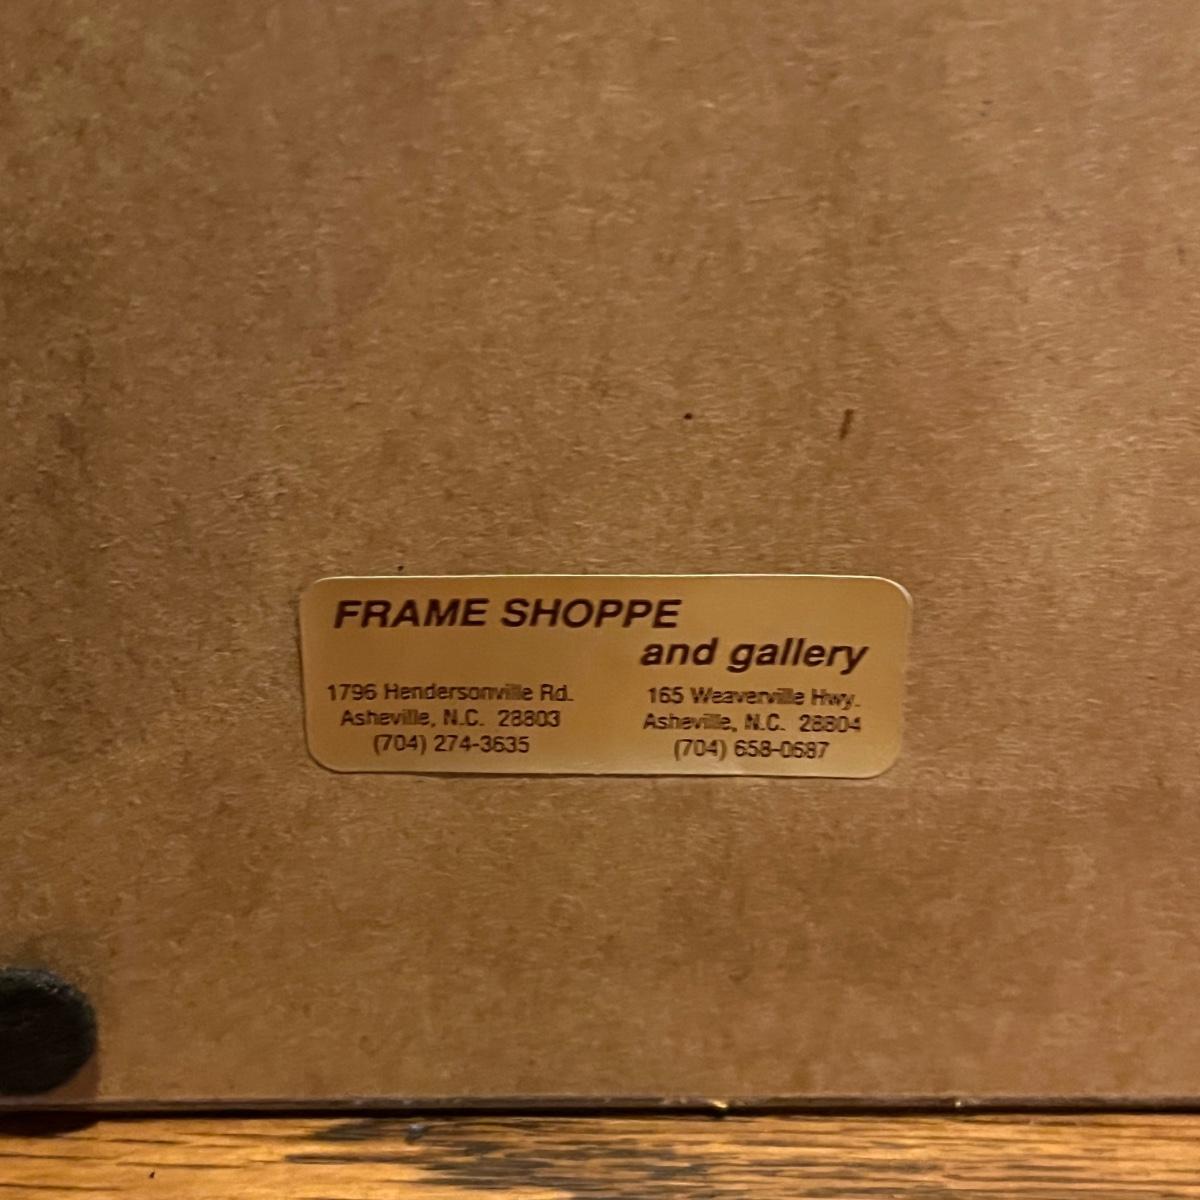 FRAME SHOPPE
and gallery
1796 Hendersonville Rd.
Asheville, N.C. 28803
(704) 274-3635
165 Weaverville Hwy.
Asheville, N.C. 28804
(704) 658-0687